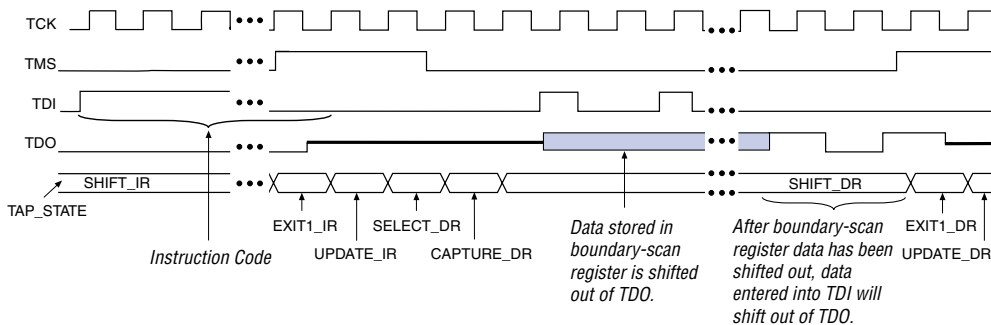 TCK
TMS
TDI
TDO
SHIFT_IR
SHIFT_DR
TAP_STATE
EXIT1_IR
SELECT_DR
EXIT1_DR
Instruction Code
UPDATE_IR
CAPTURE_DR
UPDATE_DR
Data stored in
boundary-scan
register is shifted
out of TDO.
After boundary-scan
register data has been
shifted out, data
entered into TDI will
shift out of TDO.